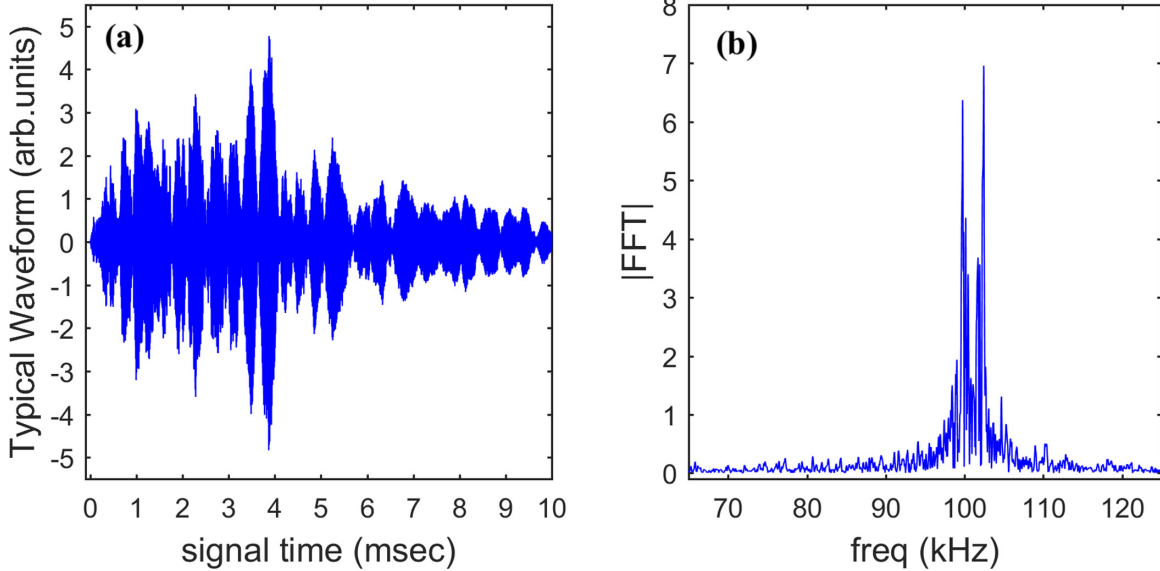 (a)
Typical Waveform (arb.units)
5
4
3
2
1
0
-1
-2
-3
-4
-5
0 1 2 3 4 5 6 7 8 9 10
signal time (msec)
(b)
|FFT|
8
7
6
5
4
3
2
1
0
70 80 90 100 110 120
freq (kHz)